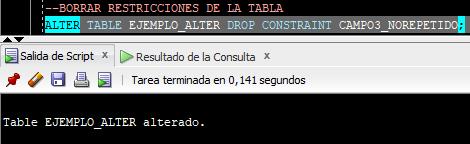 --BORRAR RESTRICCIONES DE LA TABLA
ALTER TABLE EJEMPLO_ALTER DROP CONSTRAINT CAMPO3_NOREPETIDO;
Salida de Script x Resultado de la Consulta x
Tarea terminada en 0,141 segundos
Table EJEMPLO_ALTER alterado.